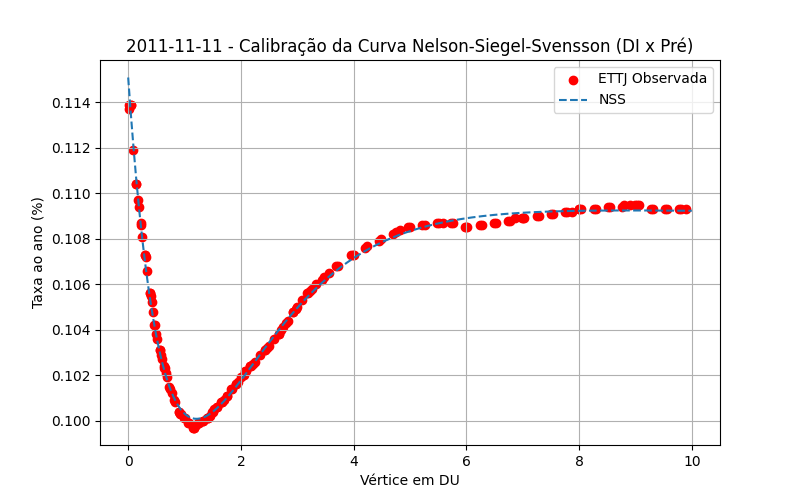 2011-11-11 - Calibração da Curva Nelson-Siegel-Svensson (DI x Pré)
ETTJ Observada
NSS
Taxa ao ano (%)
0.114
0.112
0.110
0.108
0.106
0.104
0.102
0.100
0 2 4 6 8 10
Vértice em DU